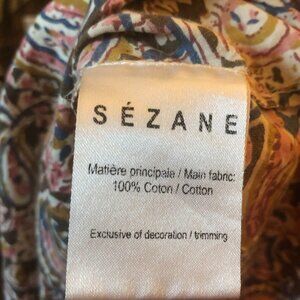 SÉZANE
Matière principale / Main fabric:
100% Coton / Cotton
Exclusive of decoration / trimming